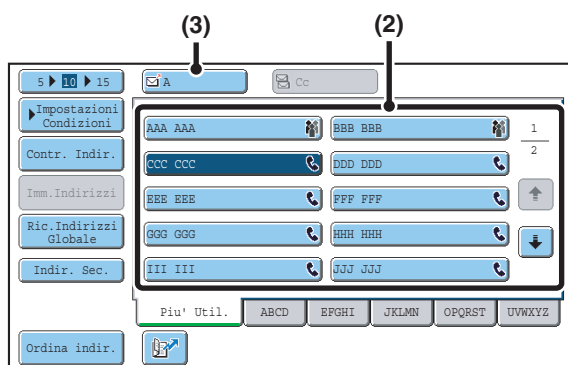 (3) (2)
5 10 15
A
Cc
Impostazioni
Condizioni
AAA AAA
BBB BBB
1
2
Contr. Indir.
CCC CCC
DDD DDD
Imm.Indirizzi
EEE EEE
FFF FFF
Ric.Indirizzi
Globale
GGG GGG
HHH HHH
Indir. Sec.
III III
JJJ JJJ
Piu' Util.
ABCD
EFGHI
JKLMN
OPQRST
UVWXYZ
Ordina indir.